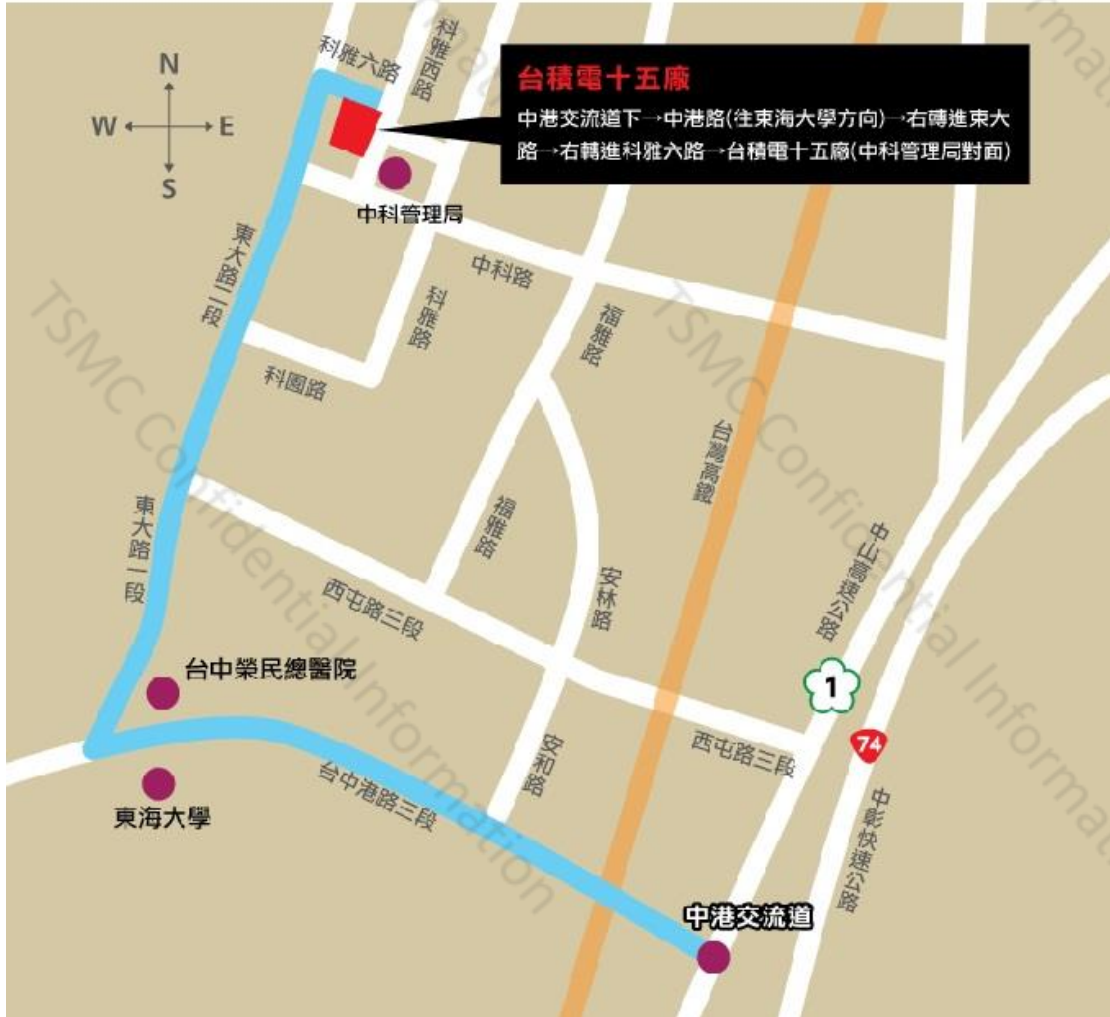 科雅六路
科雅西路
N
W
E
S
台積電十五廠
中港交流道下→中港路(往東海大學方向)→右轉進東大
路→右轉進科雅六路→台積電十五廠(中科管理局對面)
中科管理局
東大路二段
中科路
科雅路
福雅路
科園路
台灣高鐵
東大路一段
福雅路
西屯路三段
安林路
中山高速公路
台中榮民總醫院
1
74
西屯路三段
安和路
台中港路三段
東海大學
中彰快速公路
中港交流道
TSMC Confidential Information
TSMC Confidential Information
rmation
rmation